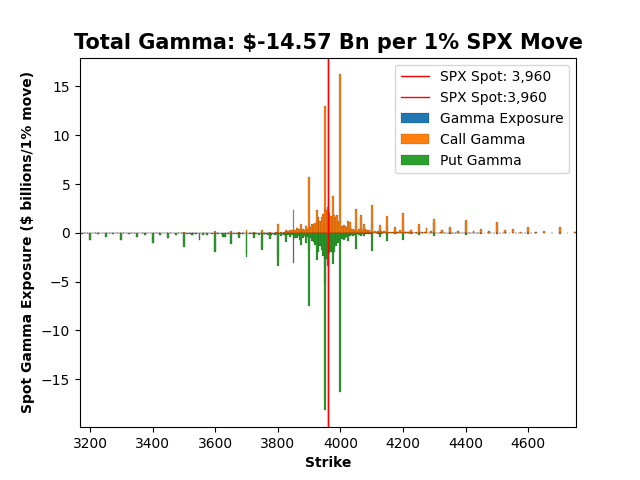 Total Gamma: $-14.57 Bn per 1% SPX Move
SPX Spot: 3,960
SPX Spot:3,960
Gamma Exposure
Call Gamma
Put Gamma
Spot Gamma Exposure ($ billions/1% move)
15
10
5
0
−5
−10
−15
3200 3400 3600 3800 4000 4200 4400 4600
Strike